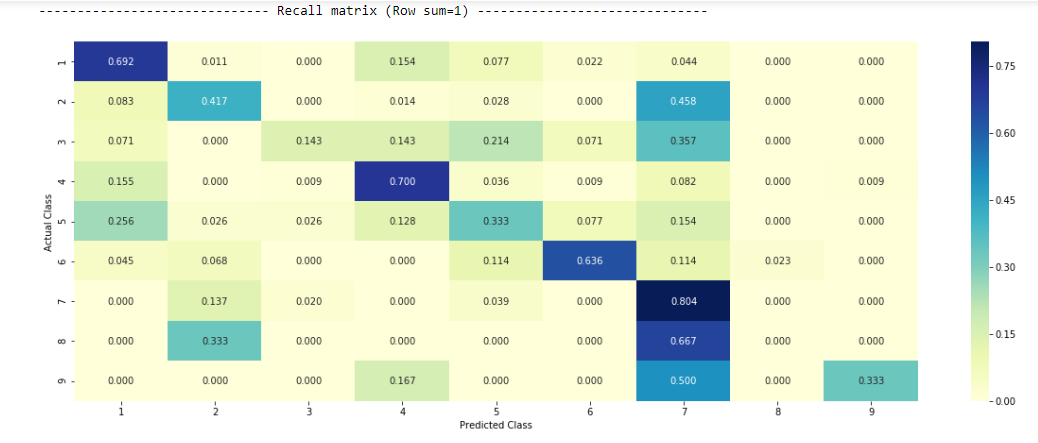 ------------------------------ Recall matrix (Row sum=1) ------------------------------
1 0.692 0.011 0.000 0.154 0.077 0.022 0.044 0.000 0.000
2 0.083 0.417 0.000 0.014 0.028 0.000 0.458 0.000 0.000
3 0.071 0.000 0.143 0.143 0.214 0.071 0.357 0.000 0.000
4 0.155 0.000 0.009 0.700 0.036 0.009 0.082 0.000 0.009
5 0.256 0.026 0.026 0.128 0.333 0.077 0.154 0.000 0.000
6 0.045 0.068 0.000 0.000 0.114 0.636 0.114 0.023 0.000
7 0.000 0.137 0.020 0.000 0.039 0.000 0.804 0.000 0.000
8 0.000 0.333 0.000 0.000 0.000 0.000 0.667 0.000 0.000
9 0.000 0.000 0.000 0.167 0.000 0.000 0.500 0.000 0.333
1 2 3 4 5 6 7 8 9
Predicted Class
Actual Class
0.75
0.60
0.45
0.30
0.15
0.00